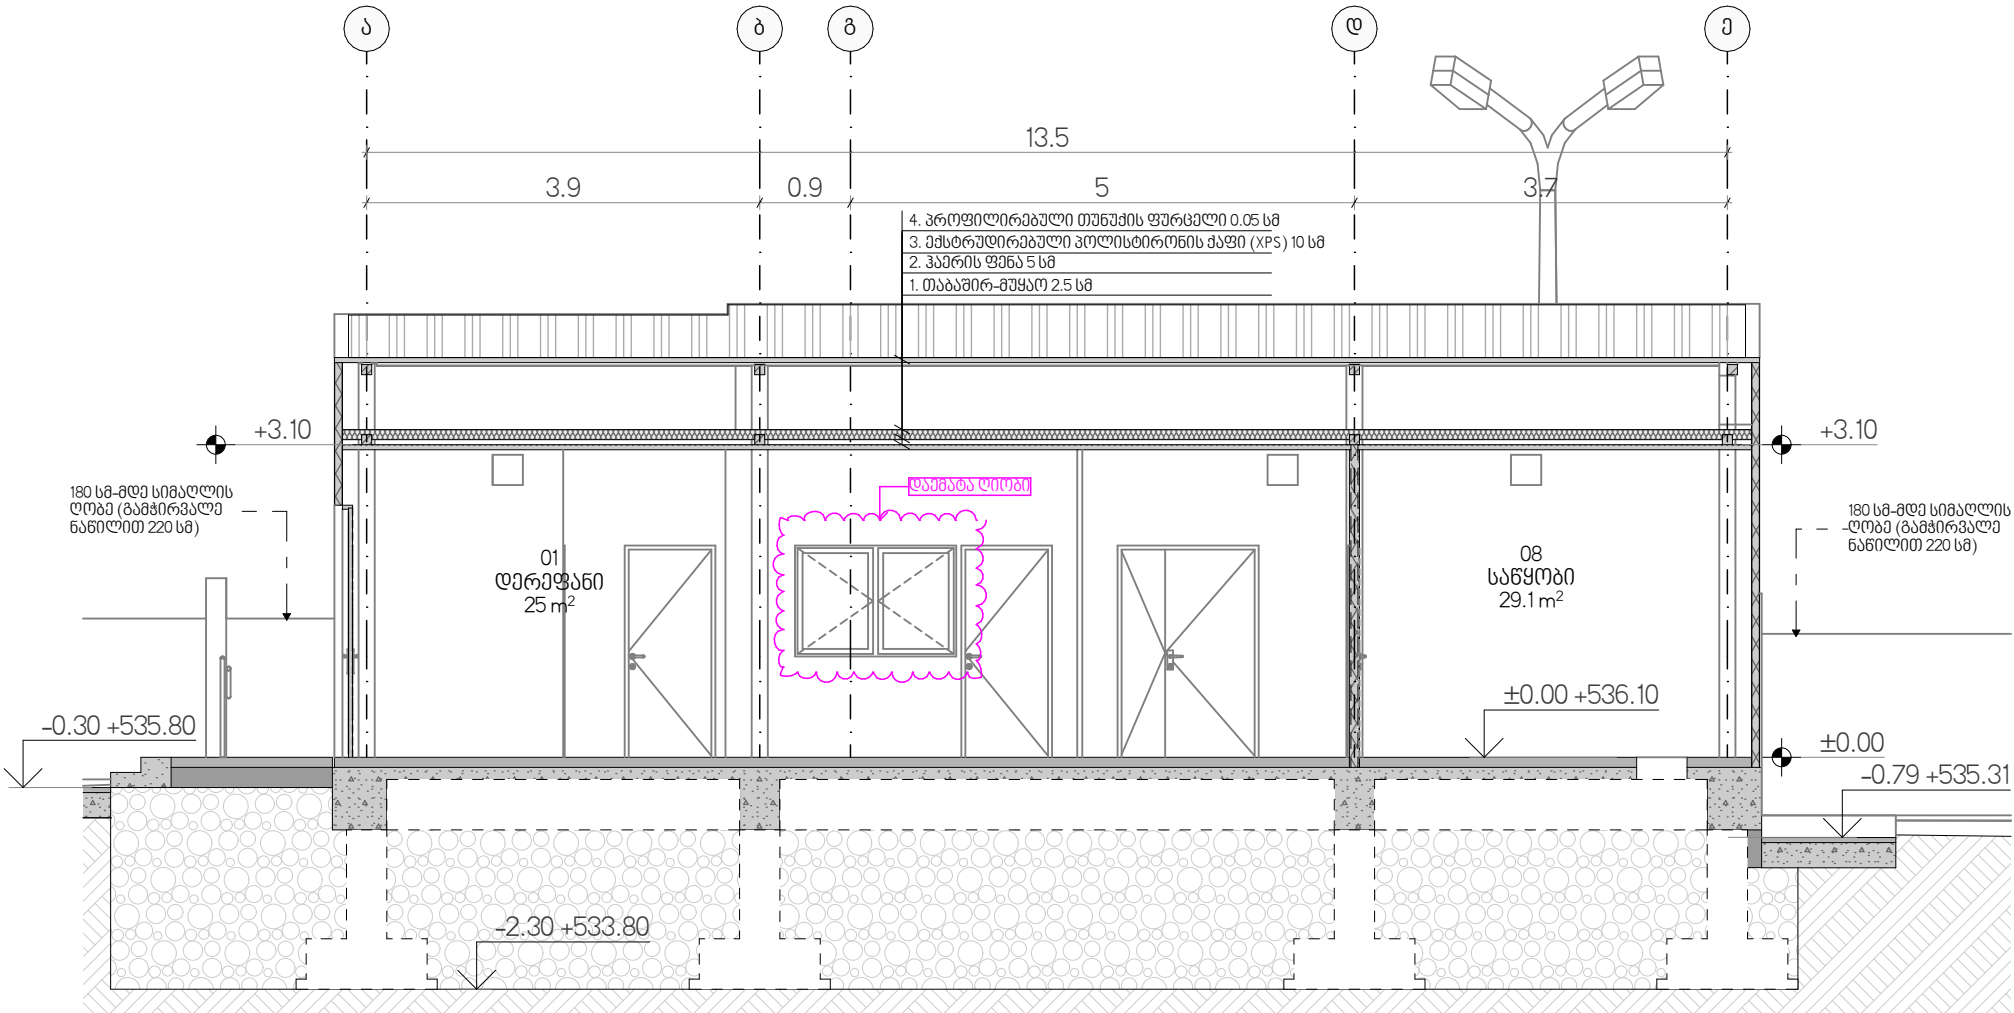 ა ბ გ დ ე
13.5
3.9 0.9 5 3.7
4. პროფილირებული თუნუქის ფურცელი 0.05 სმ
3. ექსტრუდირებული პოლისტირონის ქაფი (XPS) 10 სმ
2. ჰაერის ფენა 5 სმ
1. თაბაშირ-მუყაო 2.5 სმ
+3.10
+3.10
180 სმ-მდე სიმაღლის
ღობე (გამჭირვალე
ნაწილით 220 სმ)
დაემატა ღიობი
180 სმ-მდე სიმაღლის
ღობე (გამჭირვალე
ნაწილით 220 სმ)
01
დერეფანი
25 m²
08
საწყობი
29.1 m²
±0.00 +536.10
-0.30 +535.80
±0.00
-0.79 +535.31
-2.30 +533.80